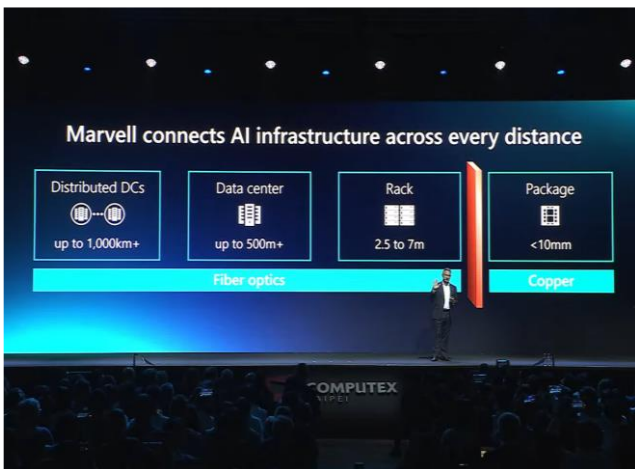 Marvell connects AI infrastructure across every distance
Distributed DCs
up to 1,000km+
Data center
up to 500m+
Rack
2.5 to 7m
Package
<10mm
Fiber optics
Copper
COMPUTEX
TAIPEI